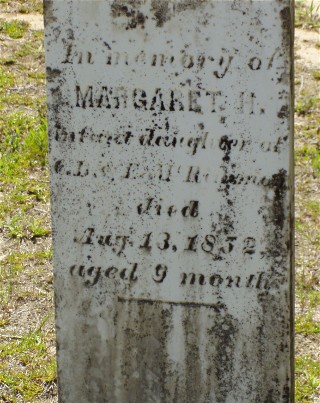 In memory of
MARGARET H.
Infant daughter of
died
Aug 13, 1852
aged 9 months